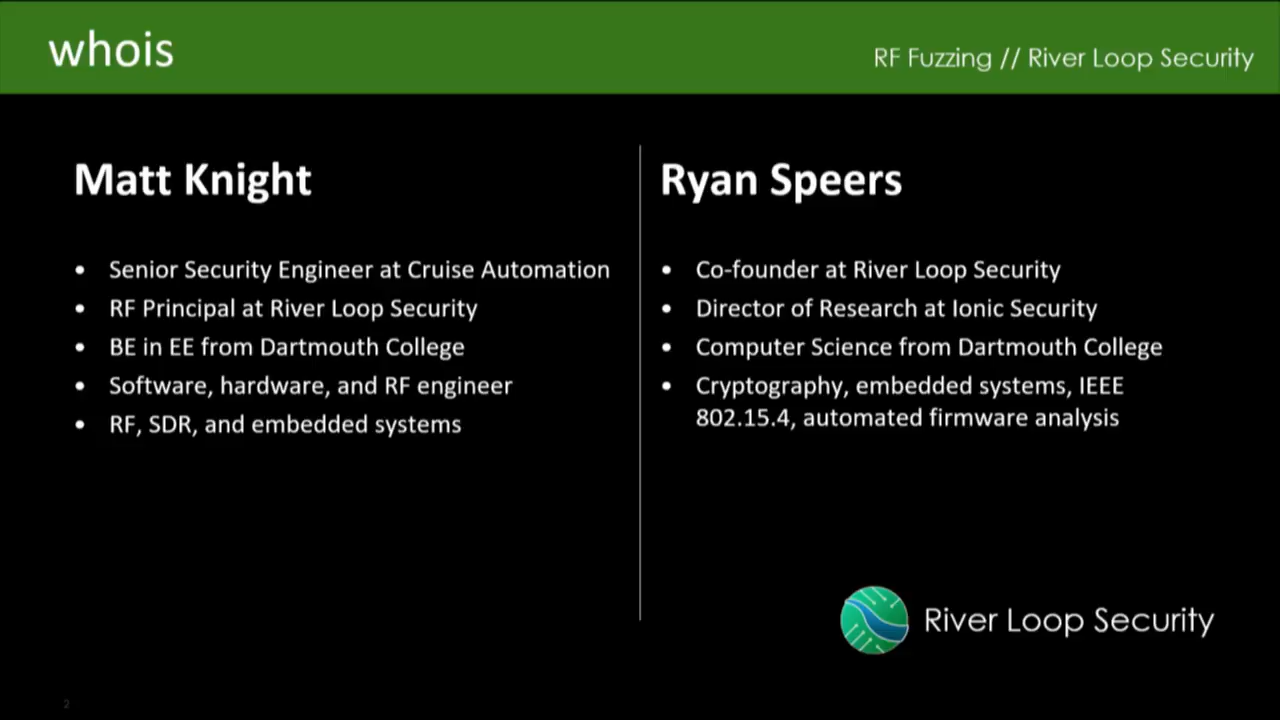 whois
RF Fuzzing // River Loop Security
Matt Knight
• Senior Security Engineer at Cruise Automation
• RF Principal at River Loop Security
• BE in EE from Dartmouth College
• Software, hardware, and RF engineer
• RF, SDR, and embedded systems
Ryan Speers
• Co-founder at River Loop Security
• Director of Research at Ionic Security
• Computer Science from Dartmouth College
• Cryptography, embedded systems, IEEE
802.15.4, automated firmware analysis
River Loop Security
2